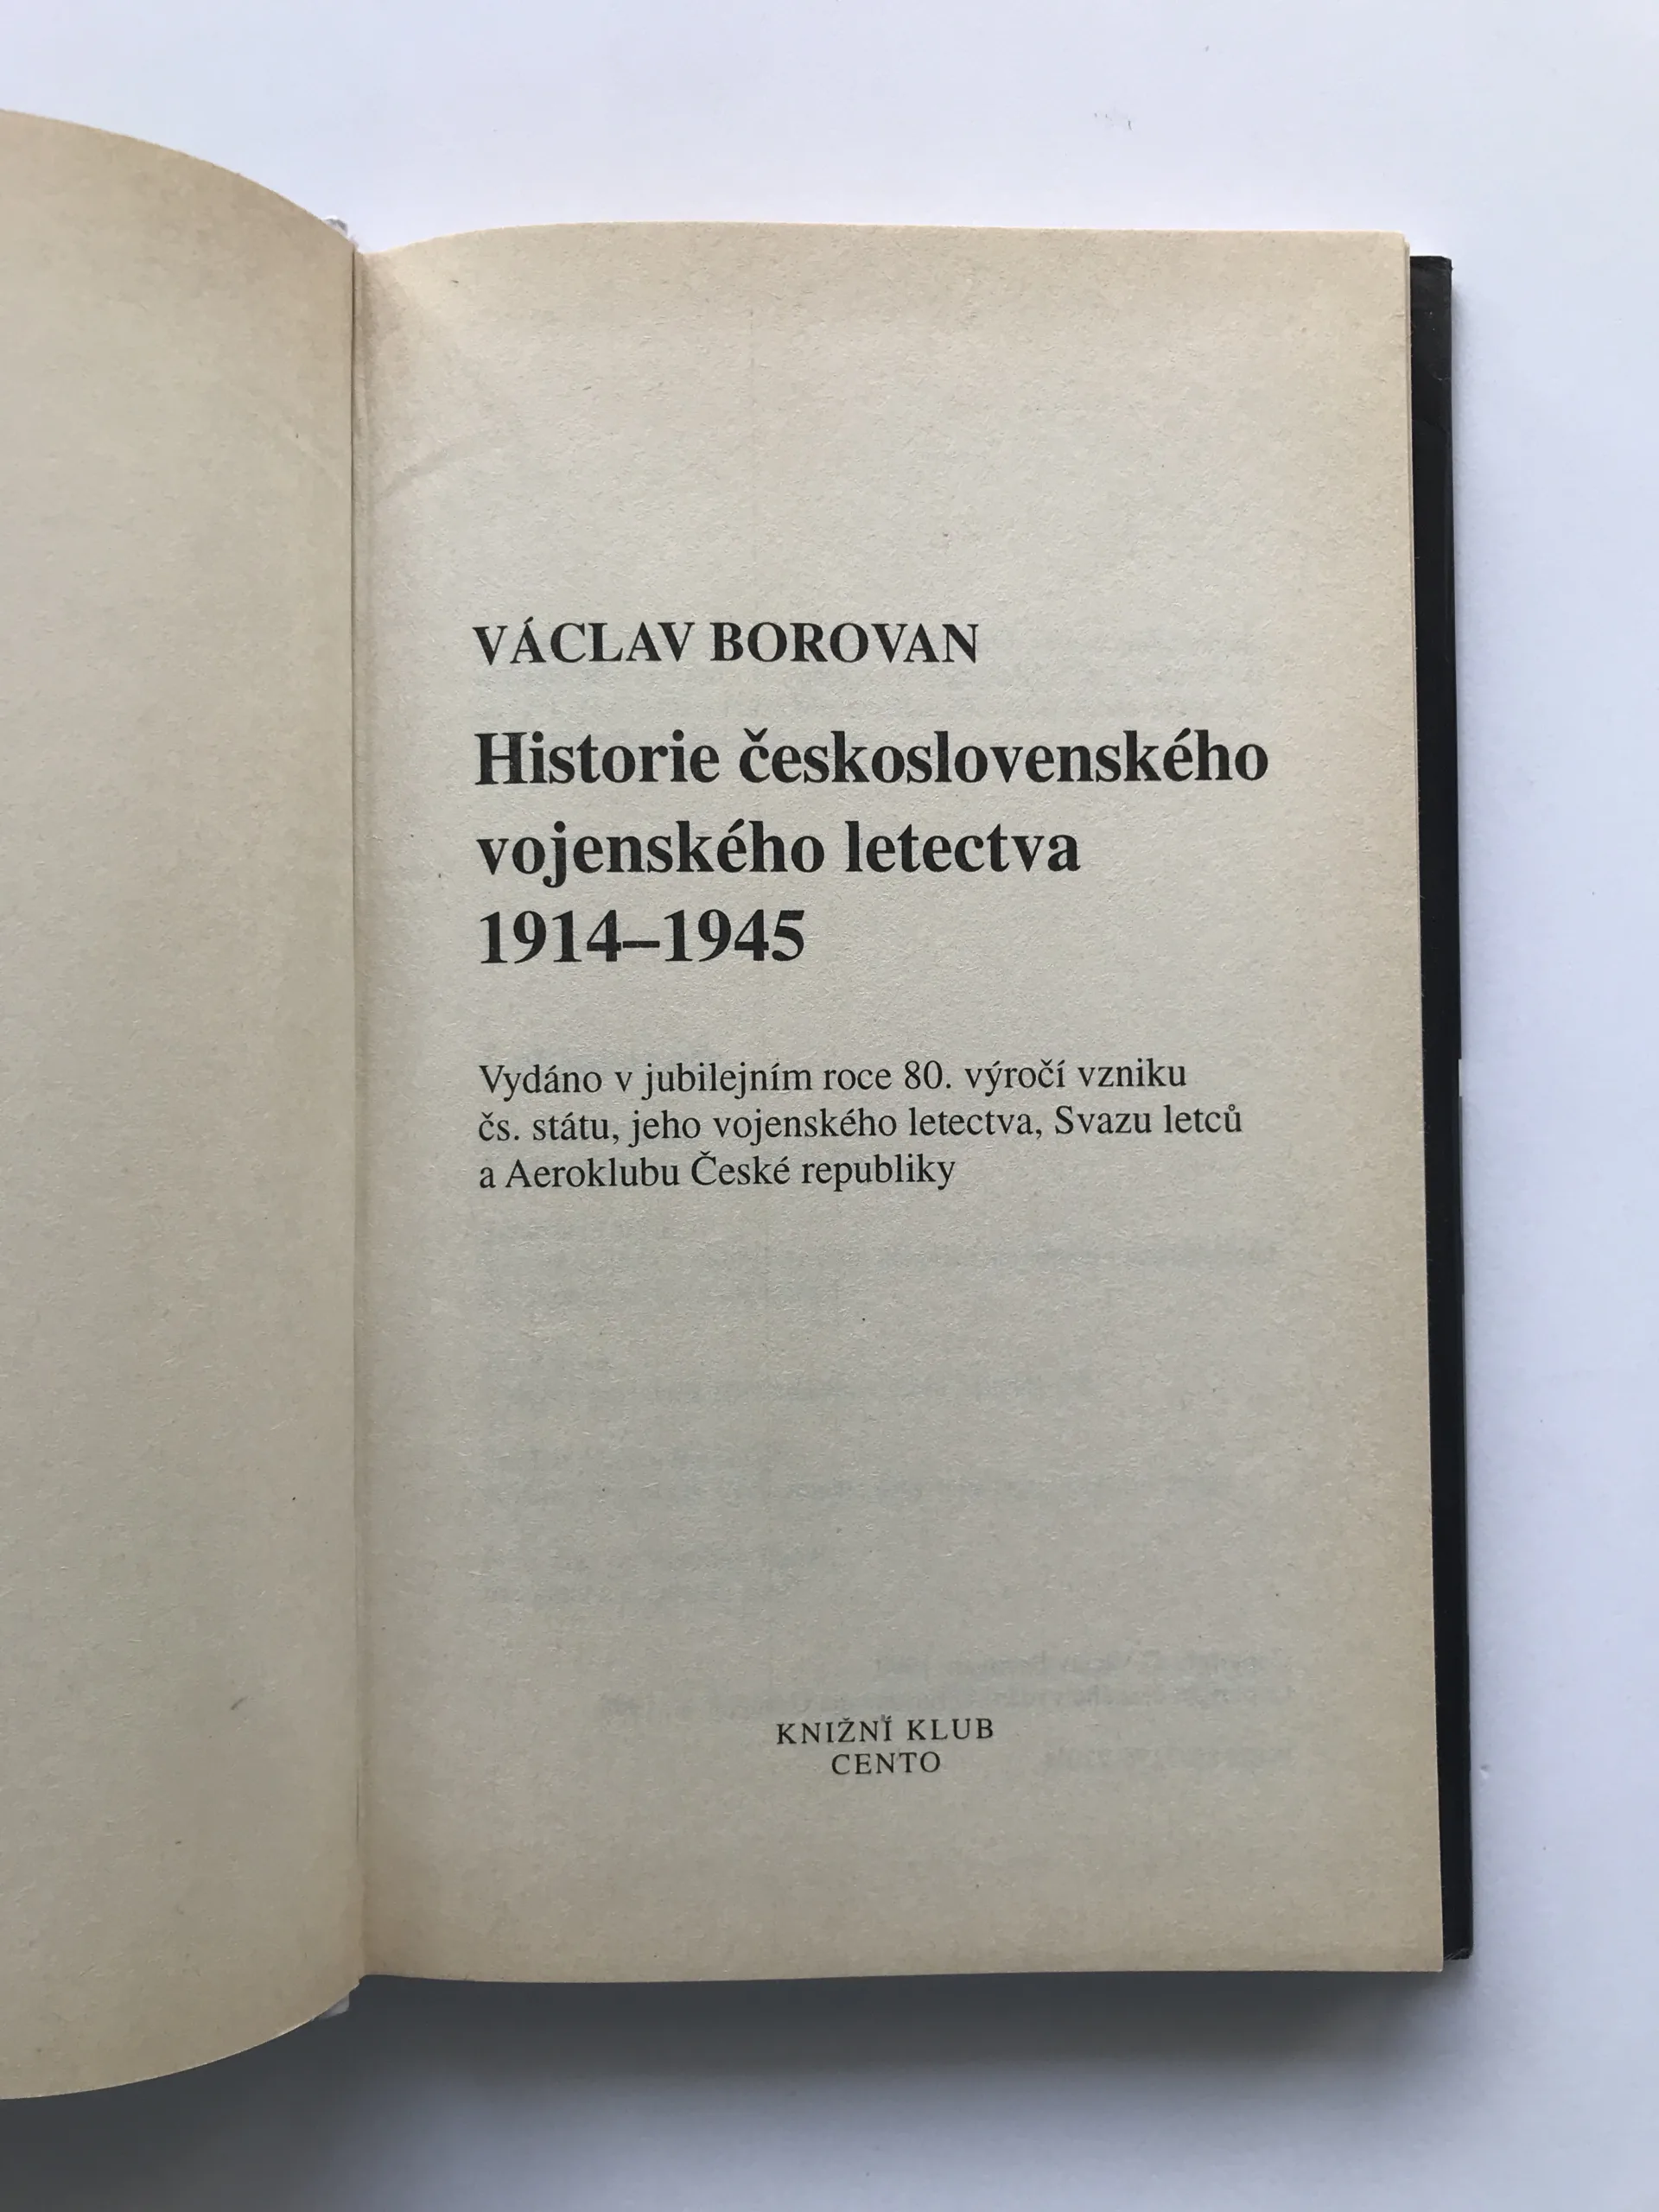 VÁCLAV BOROVAN
Historie československého
vojenského letectva
1914–1945
Vydáno v jubilejním roce 80. výročí vzniku
čs. státu, jeho vojenského letectva, Svazu letců
a Aeroklubu České republiky
KNIŽNÍ KLUB
CENTO